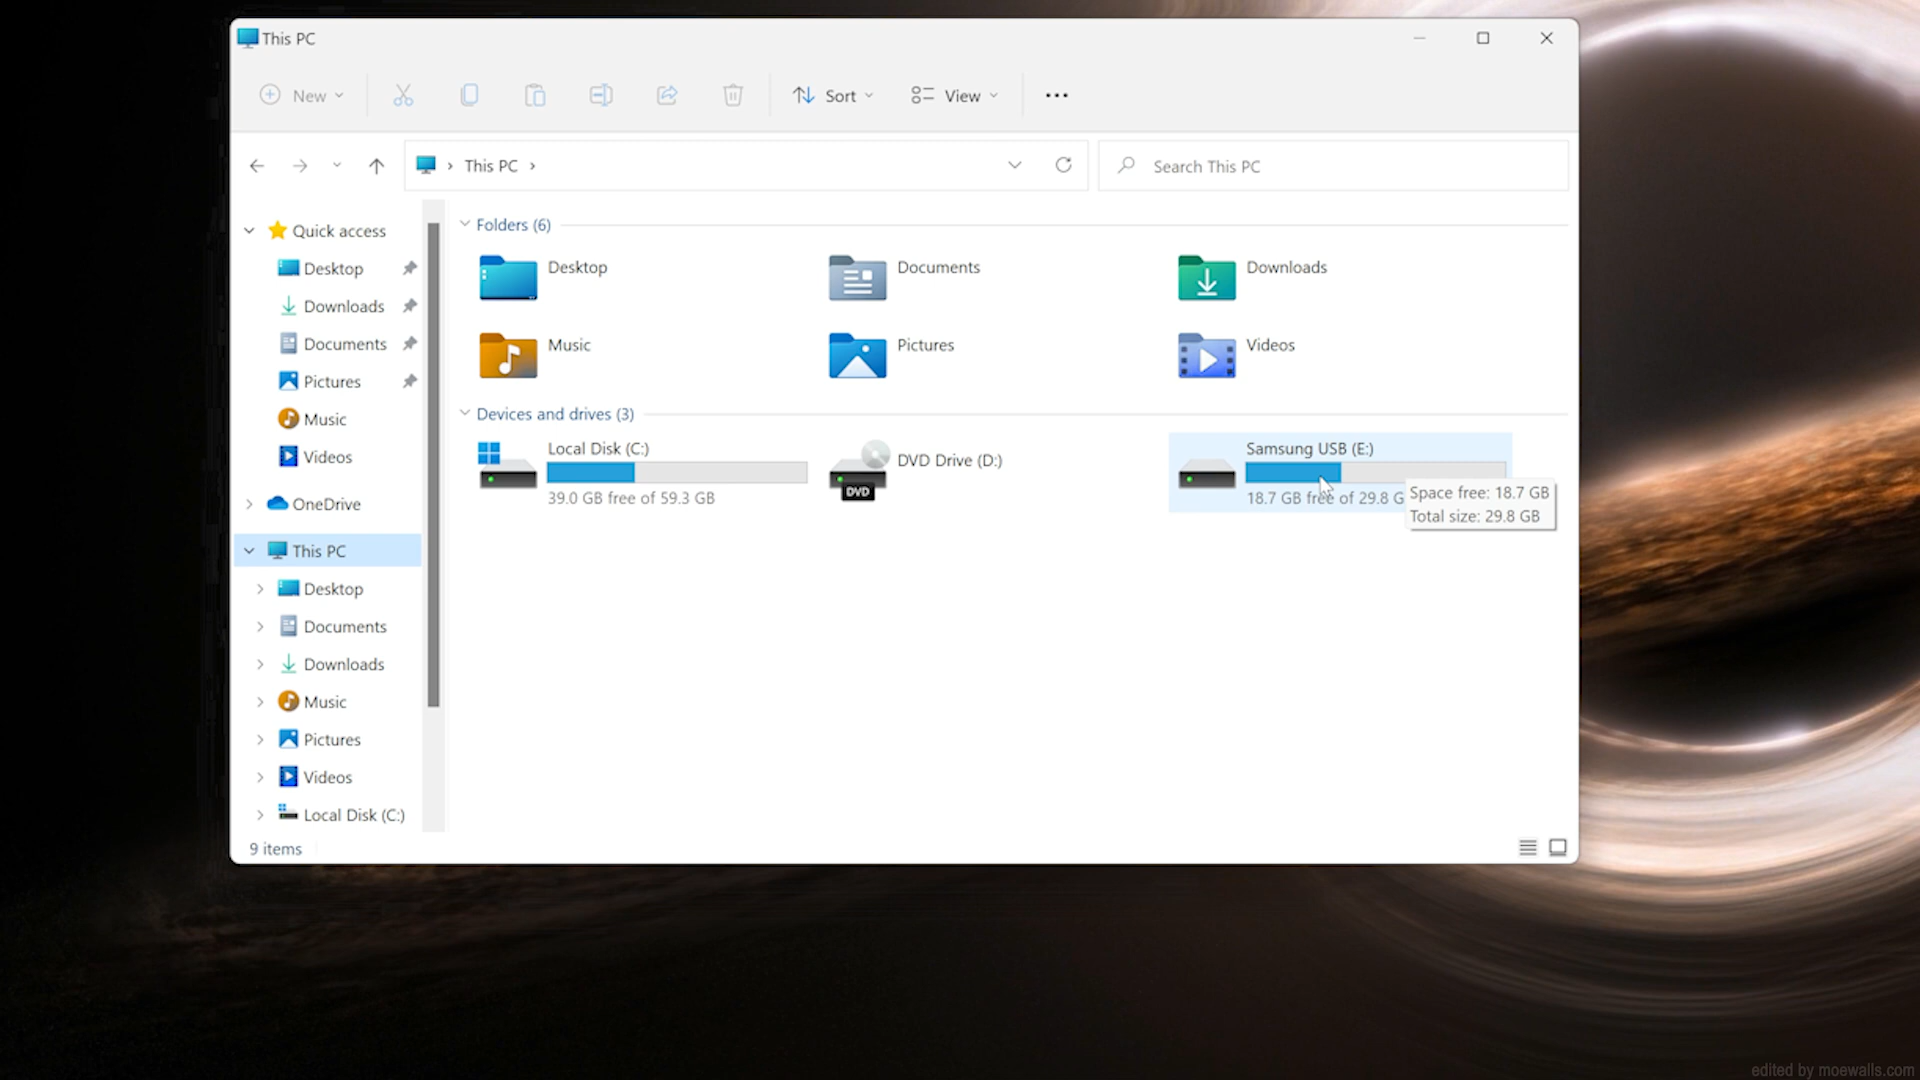 This PC
New
Sort
View
This PC
Search This PC
Quick access
Desktop
Downloads
Documents
Pictures
Music
Videos
OneDrive
This PC
Desktop
Documents
Downloads
Music
Pictures
Videos
Local Disk (C:)
Folders (6)
Desktop
Documents
Downloads
Music
Pictures
Videos
Devices and drives (3)
Local Disk (C:)
39.0 GB free of 59.3 GB
DVD
DVD Drive (D:)
Samsung USB (E:)
18.7 GB free of 29.8 G
Space free: 18.7 GB
Total size: 29.8 GB
9 items
edited by moewalls.com